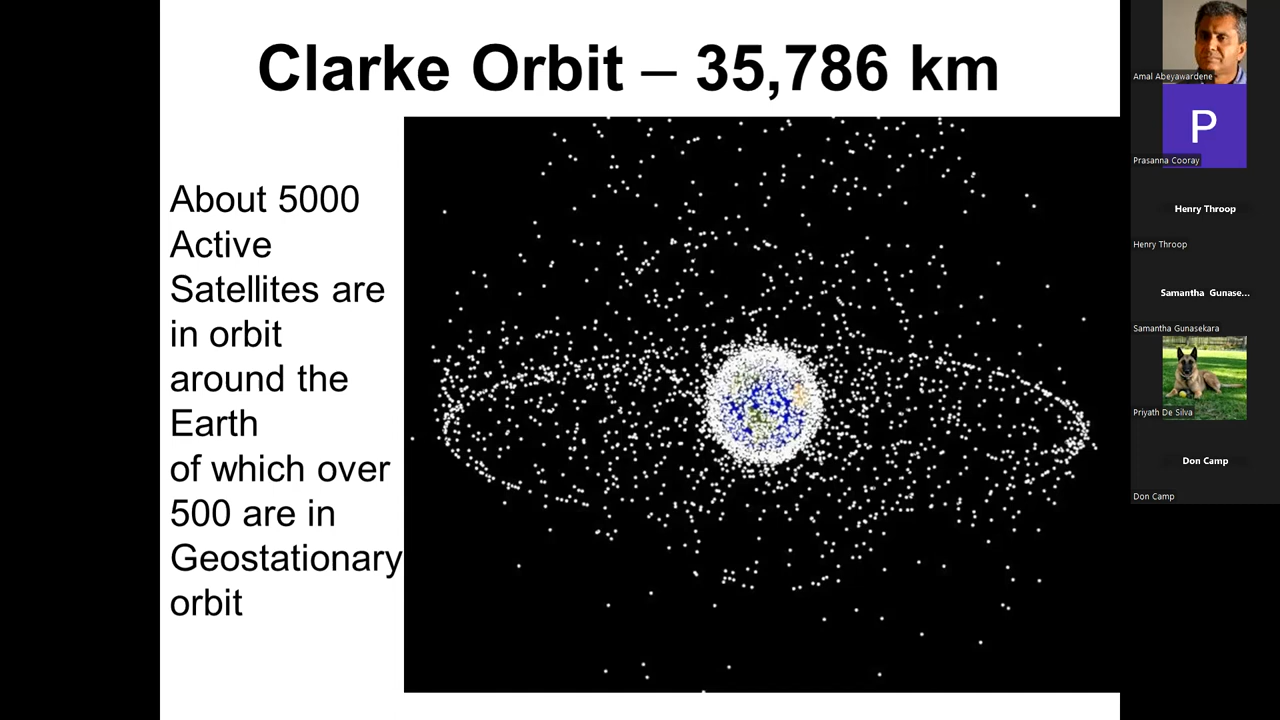 Clarke Orbit – 35,786 km
About 5000
Active
Satellites are
in orbit
around the
Earth
of which over
500 are in
Geostationary
orbit
Amal Abeyawardene
P
Prasanna Cooray
Henry Throop
Henry Throop
Samantha Gunase...
Samantha Gunasekara
Priyath De Silva
Don Camp
Don Camp